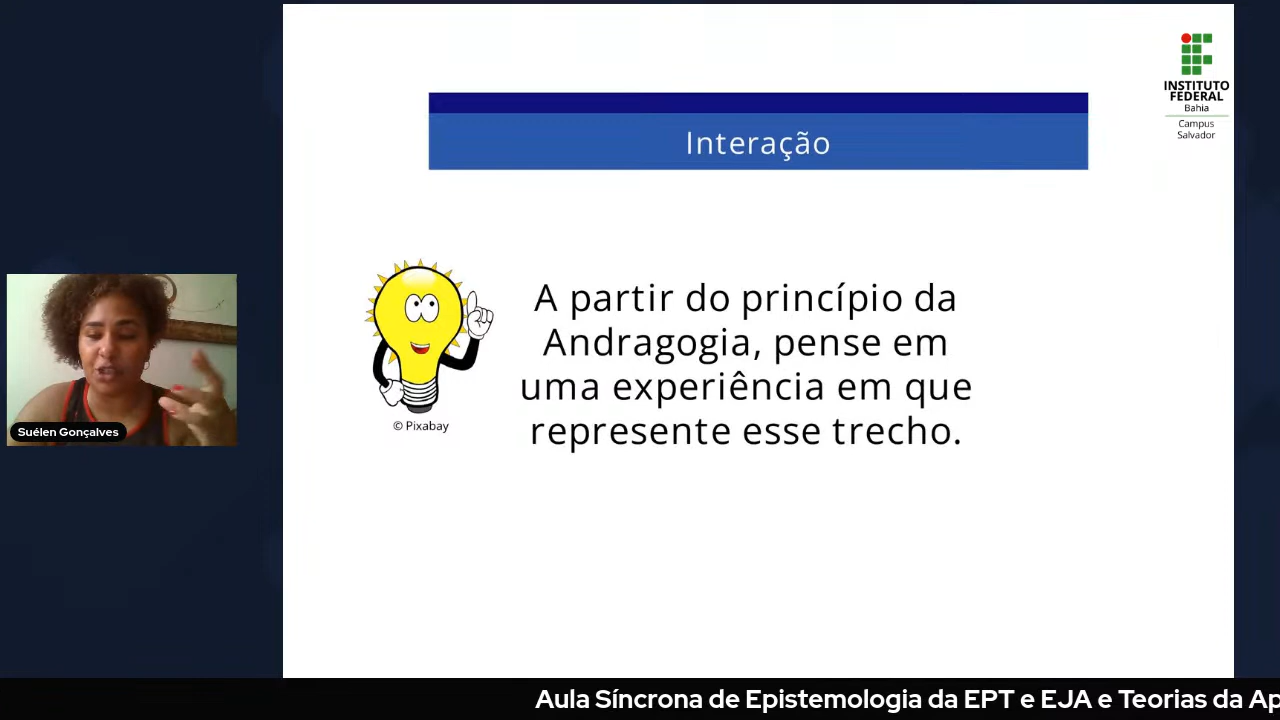 INSTITUTO
FEDERAL
Bahia
Campus
Salvador
Interação
A partir do princípio da
Andragogia, pense em
uma experiência em que
represente esse trecho.
© Pixabay
Suélen Gonçalves
Aula Síncrona de Epistemologia da EPT e EJA e Teorias da Ap